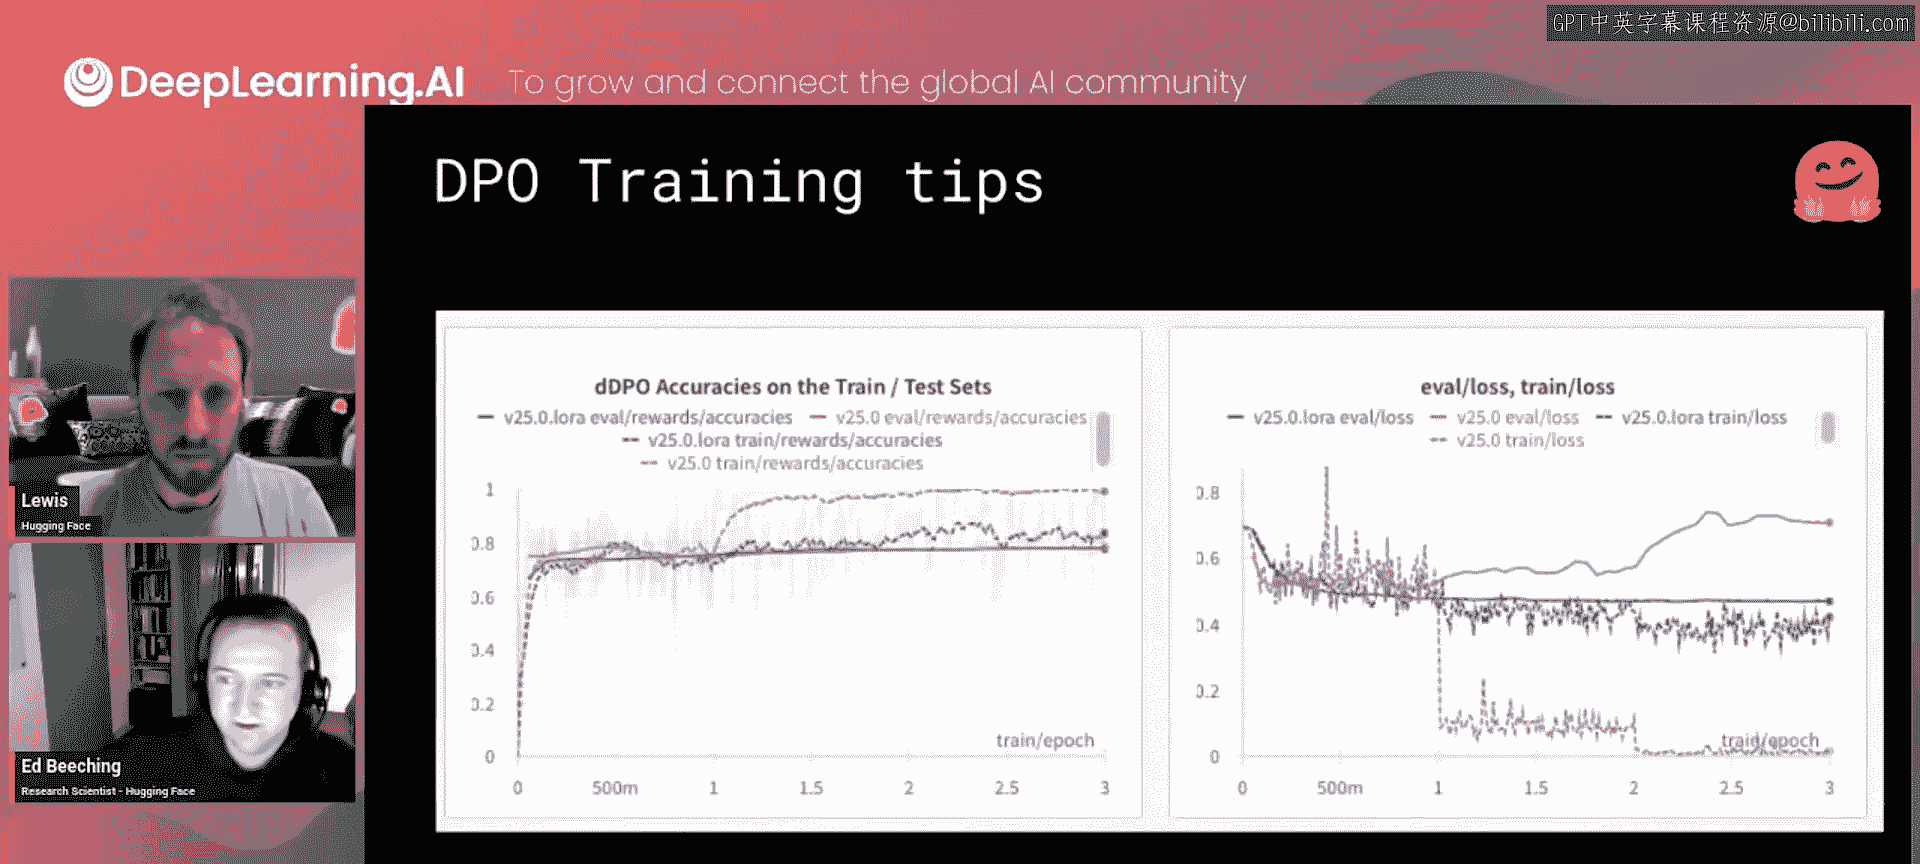 GPT中英字幕课程资源@bilibili.com
DeepLearning.AI
To grow and connect the global AI community
DPO Training tips
dDPO Accuracies on the Train / Test Sets
v25.0.lora eval/rewards/accuracies
v25.0 eval/rewards/accuracies
v25.0.lora train/rewards/accuracies
v25.0 train/rewards/accuracies
1
0.8
0.6
0.4
0.2
0
train/epoch
0
500m
1
1.5
2
2.5
3
eval/loss, train/loss
v25.0.lora eval/loss
v25.0 eval/loss
v25.0.lora train/loss
v25.0 train/loss
0.8
0.6
0.4
0.2
0
train/epoch
0
500m
1
1.5
2
2.5
3
Lewis
Hugging Face
Ed Beeching
Research Scientist - Hugging Face